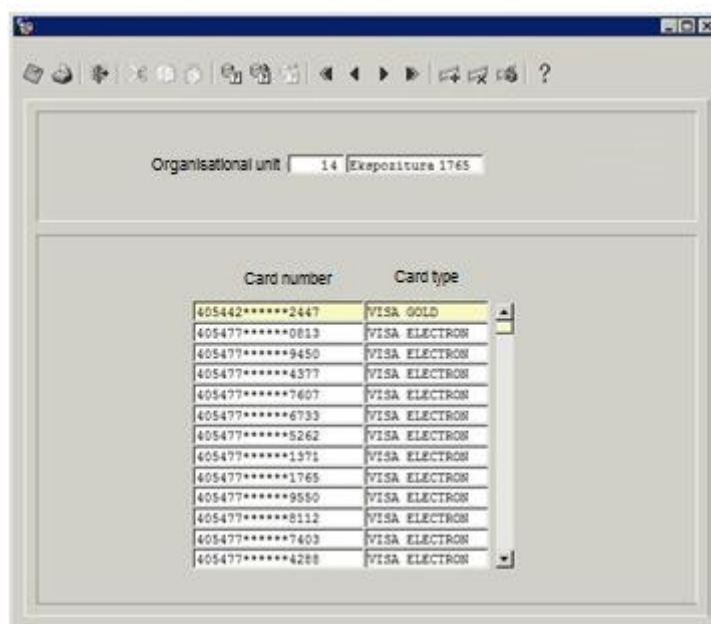 ?
Organisational unit 14 Ekspozitura 1765
Card number Card type
405442******2447 VISA GOLD
405477******0813 VISA ELECTRON
405477******9450 VISA ELECTRON
405477******4377 VISA ELECTRON
405477******7607 VISA ELECTRON
405477******6733 VISA ELECTRON
405477******5262 VISA ELECTRON
405477******1371 VISA ELECTRON
405477******1765 VISA ELECTRON
405477******9550 VISA ELECTRON
405477******8112 VISA ELECTRON
405477******7403 VISA ELECTRON
405477******4288 VISA ELECTRON